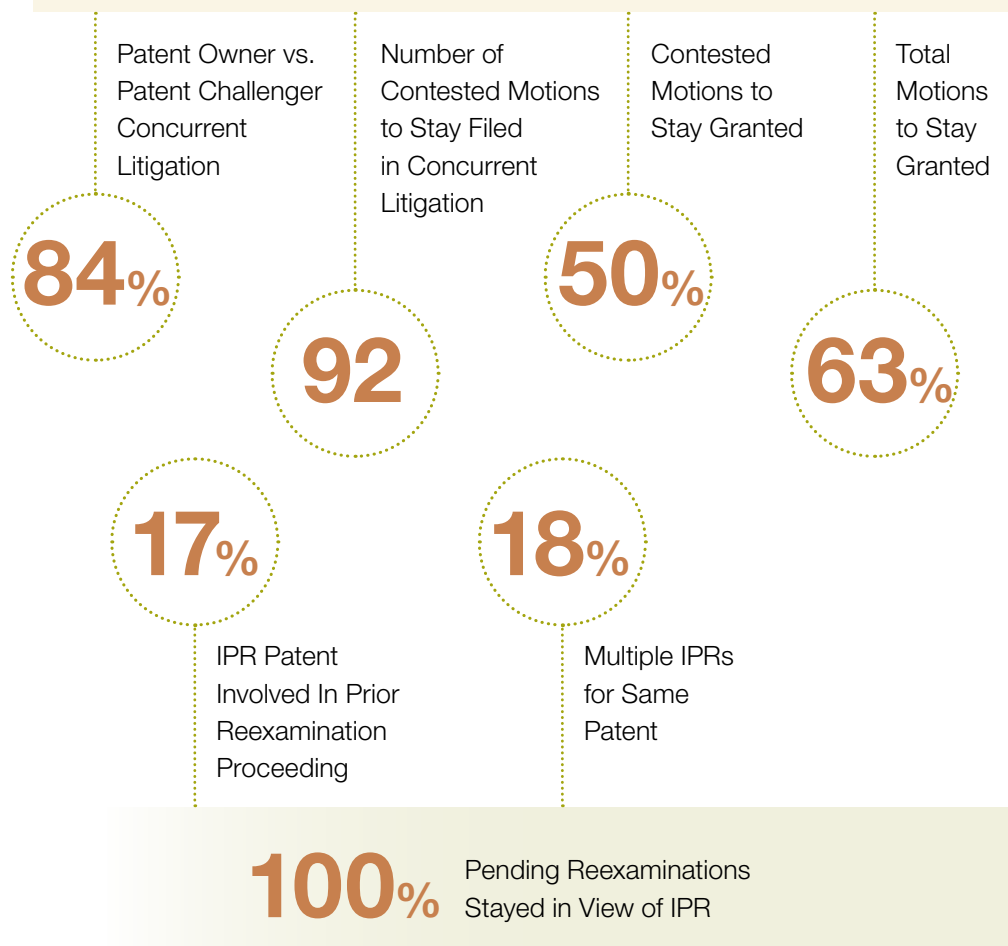 Patent Owner vs.
Patent Challenger
Concurrent
Litigation
84%
Number of
Contested Motions
to Stay Filed
in Concurrent
Litigation
92
Contested
Motions to
Stay Granted
50%
Total
Motions
to Stay
Granted
63%
17%
IPR Patent
Involved In Prior
Reexamination
Proceeding
18%
Multiple IPRs
for Same
Patent
100%
Pending Reexaminations
Stayed in View of IPR